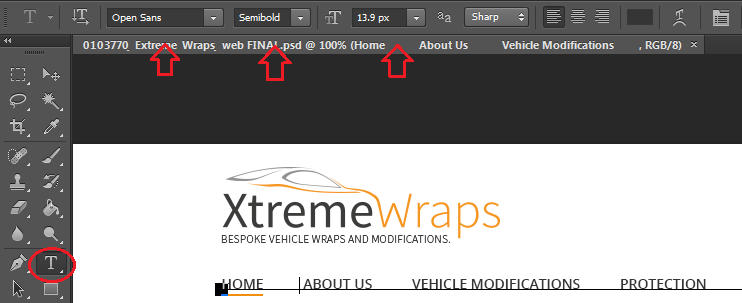 T Open Sans Semibold T 13.9 px aa Sharp
0103770_Extreme_Wraps_web FINAL.psd @ 100% (Home About Us Vehicle Modifications , RGB/8) ×
XtremeWraps
BESPOKE VEHICLE WRAPS AND MODIFICATIONS.
T HOME ABOUT US VEHICLE MODIFICATIONS PROTECTION